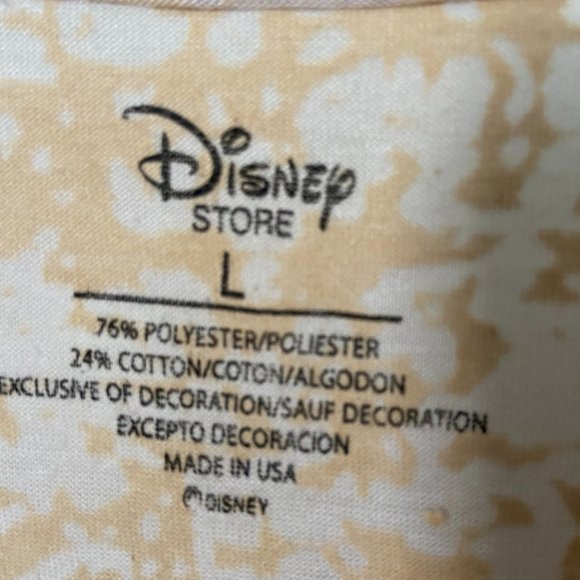 Disney
STORE
L
76% POLYESTER/POLIESTER
24% COTTON/COTON/ALGODON
EXCLUSIVE OF DECORATION/SAUF DECORATION
EXCEPTO DECORACION
MADE IN USA
© DISNEY